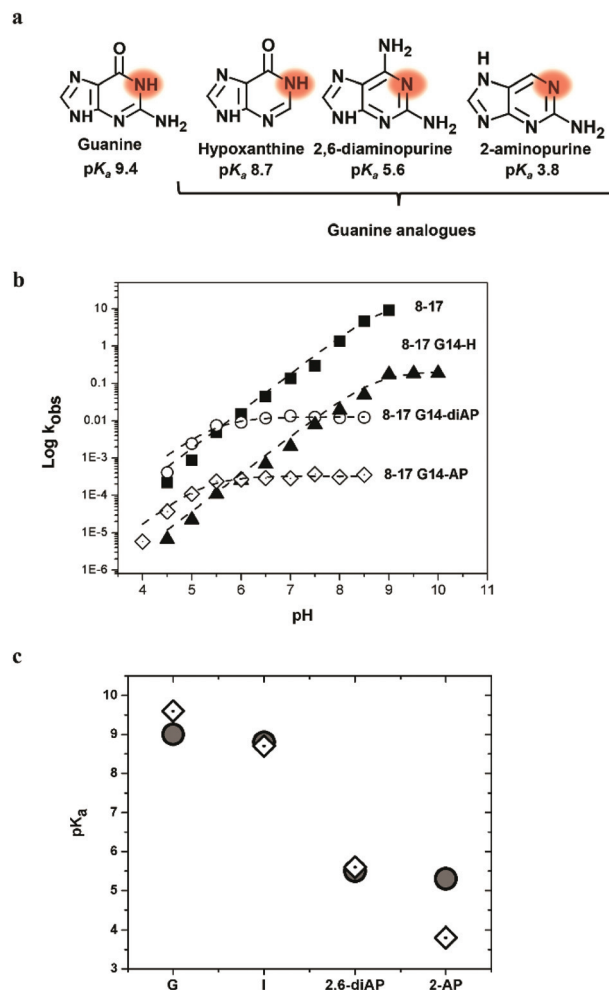 a
O
NH
N
NH
N
NH₂
Guanine
pKₐ 9.4
O
NH
N
NH
N
Hypoxanthine
pKₐ 8.7
NH₂
N
N
NH
N
NH₂
2,6-diaminopurine
pKₐ 5.6
H
N
N
N
N
NH₂
2-aminopurine
pKₐ 3.8
Guanine analogues
b
Log k_obs
10
1
0.1
0.01
1E-3
1E-4
1E-5
1E-6
8-17
8-17 G14-H
8-17 G14-diAP
8-17 G14-AP
4 5 6 7 8 9 10 11
pH
c
pKₐ
10
9
8
7
6
5
4
3
G I 2,6-diAP 2-AP